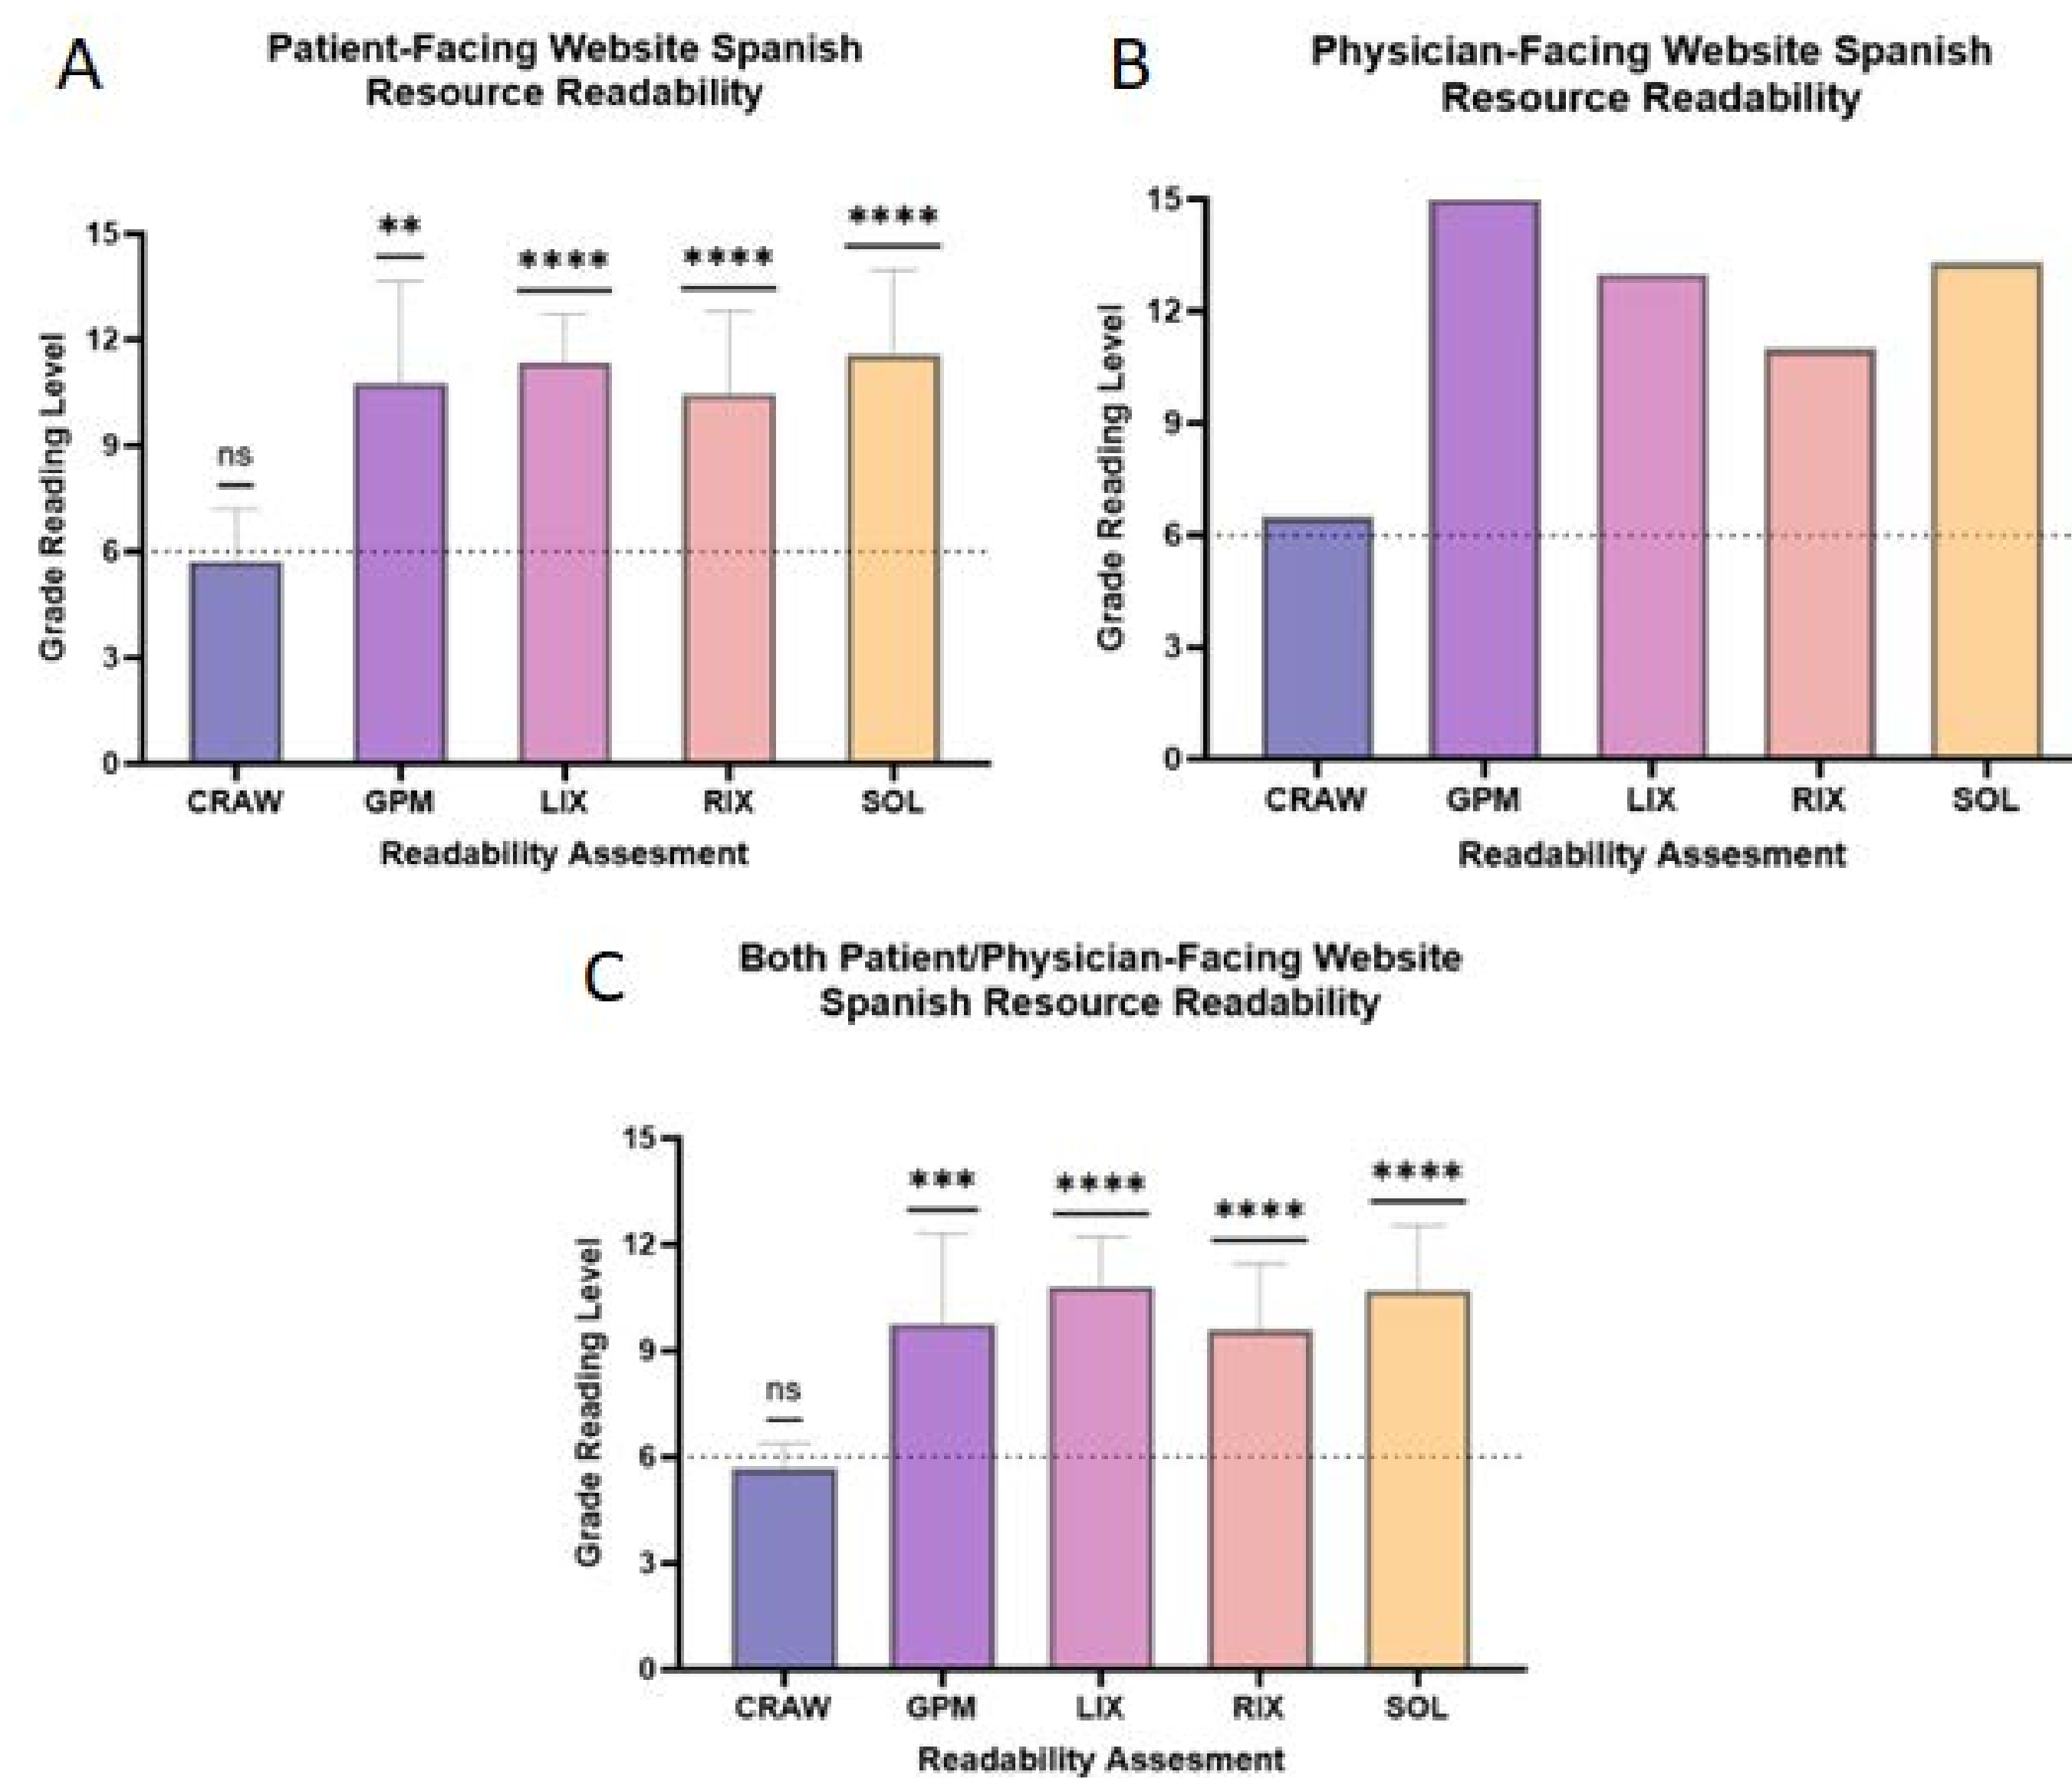 A
Patient-Facing Website Spanish
Resource Readability
Grade Reading Level
15
12
9
6
3
0
ns
**
****
****
****
CRAW GPM LIX RIX SOL
Readability Assesment
B
Physician-Facing Website Spanish
Resource Readability
Grade Reading Level
15
12
9
6
3
0
CRAW GPM LIX RIX SOL
Readability Assesment
C
Both Patient/Physician-Facing Website
Spanish Resource Readability
Grade Reading Level
15
12
9
6
3
0
ns
***
****
****
****
CRAW GPM LIX RIX SOL
Readability Assesment